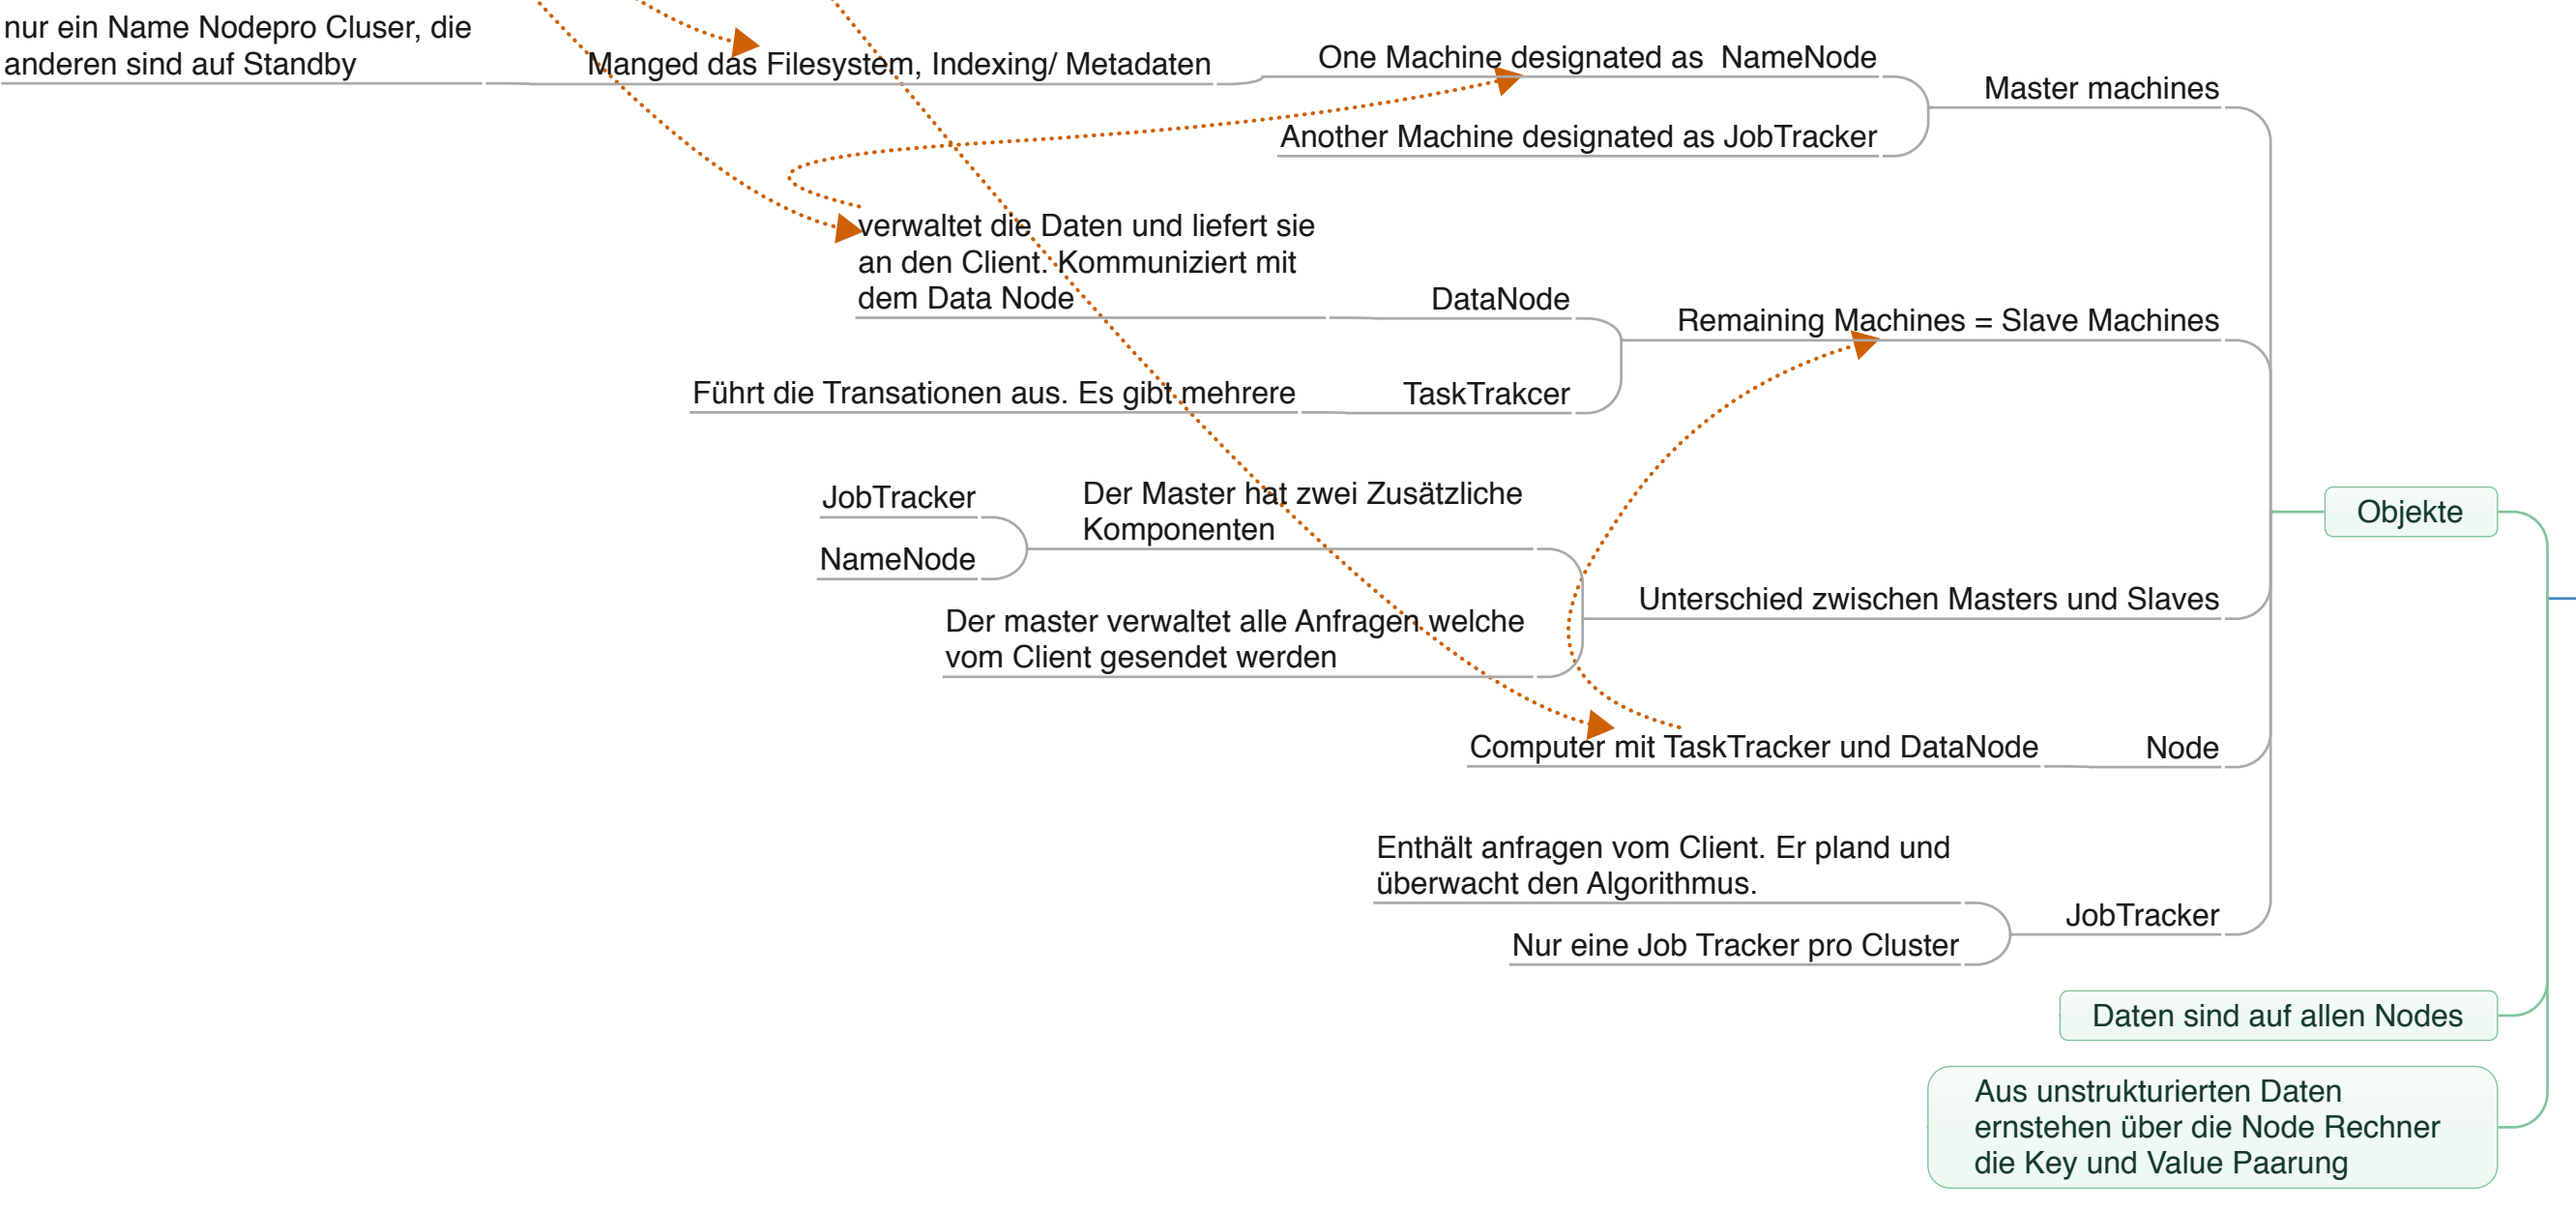 nur ein Name Nodepro Cluser, die
anderen sind auf Standby
Manged das Filesystem, Indexing/ Metadaten
One Machine designated as  NameNode
Master machines
Another Machine designated as JobTracker
verwaltet die Daten und liefert sie
an den Client. Kommuniziert mit
dem Data Node
DataNode
Remaining Machines = Slave Machines
Führt die Transationen aus. Es gibt mehrere
TaskTrakcer
JobTracker
NameNode
Der Master hat zwei Zusätzliche
Komponenten
Objekte
Unterschied zwischen Masters und Slaves
Der master verwaltet alle Anfragen welche
vom Client gesendet werden
Computer mit TaskTracker und DataNode
Node
Enthält anfragen vom Client. Er pland und
überwacht den Algorithmus.
JobTracker
Nur eine Job Tracker pro Cluster
Daten sind auf allen Nodes
Aus unstrukturierten Daten
ernstehen über die Node Rechner
die Key und Value Paarung